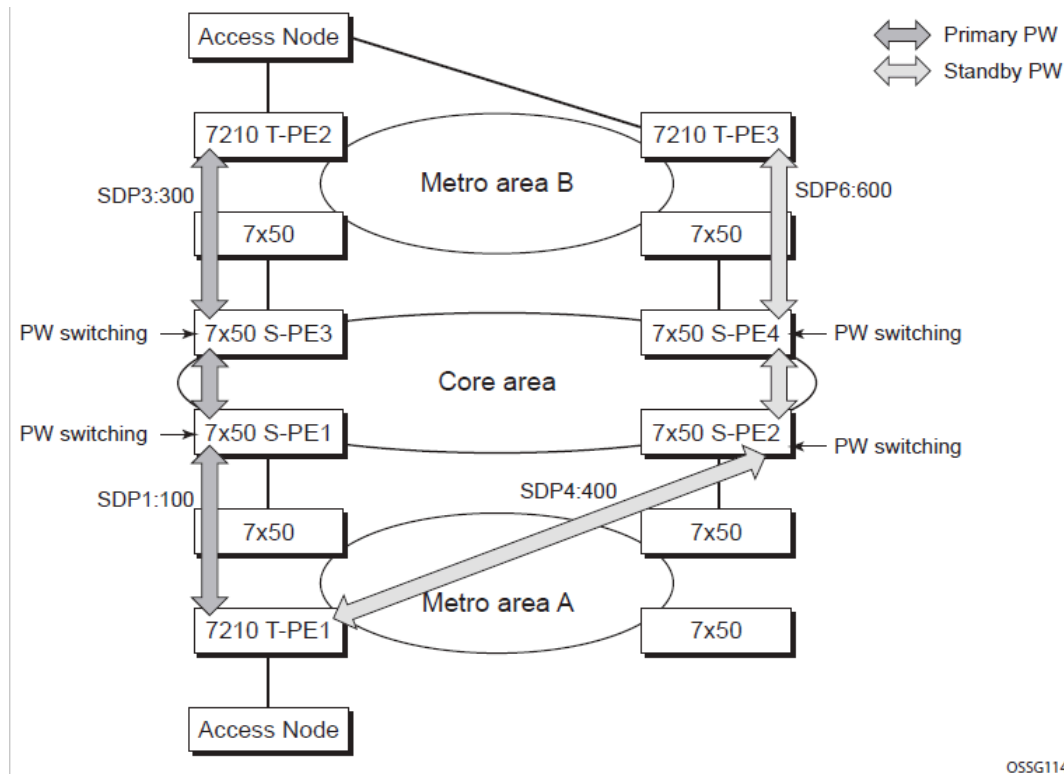 Access Node
Primary PW
Standby PW
7210 T-PE2
7210 T-PE3
Metro area B
SDP3:300
SDP6:600
7x50
7x50
PW switching
7x50 S-PE3
7x50 S-PE4
PW switching
Core area
PW switching
7x50 S-PE1
7x50 S-PE2
PW switching
SDP1:100
SDP4:400
7x50
7x50
Metro area A
7210 T-PE1
7x50
Access Node
OSSG114